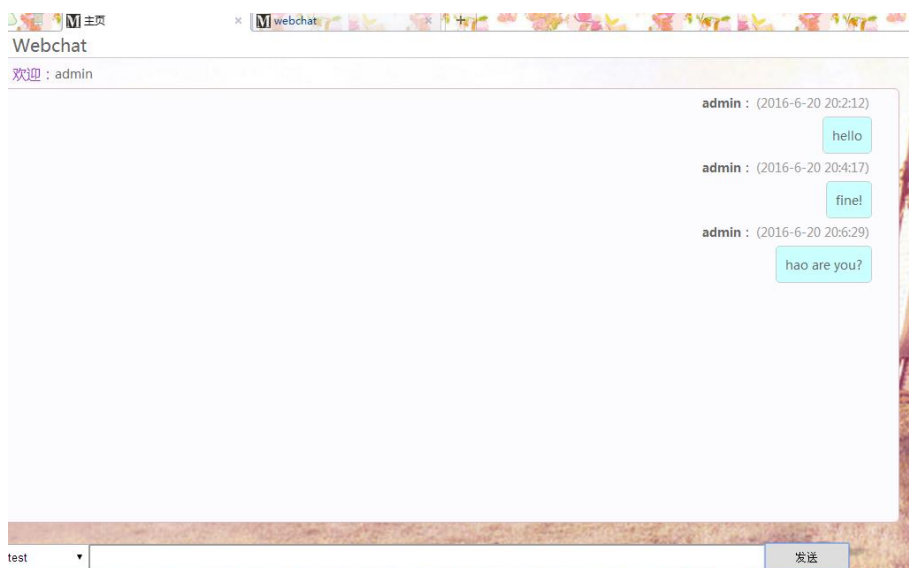 M 主页 × M webchat × +
Webchat
欢迎：admin
admin： (2016-6-20 20:2:12)
hello
admin： (2016-6-20 20:4:17)
fine!
admin： (2016-6-20 20:6:29)
hao are you?
test ▼ 发送